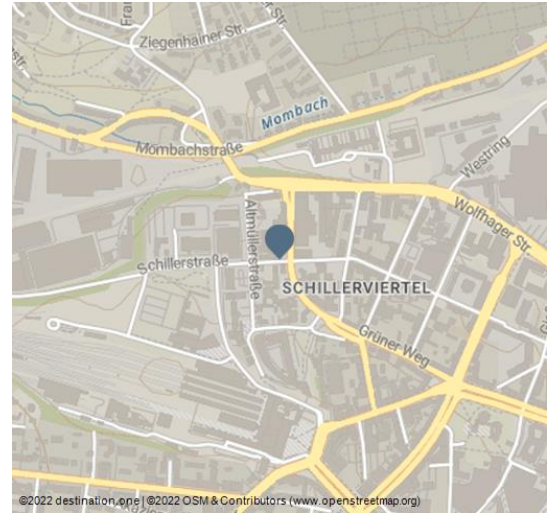 Ziegenhainer Str.
Mombach
Mombachstraße
Westring
Wolfhager Str.
Altmüllerstraße
Schillerstraße
SCHILLERVIERTEL
Grüner Weg
©2022 destination.one | ©2022 OSM & Contributors (www.openstreetmap.org)